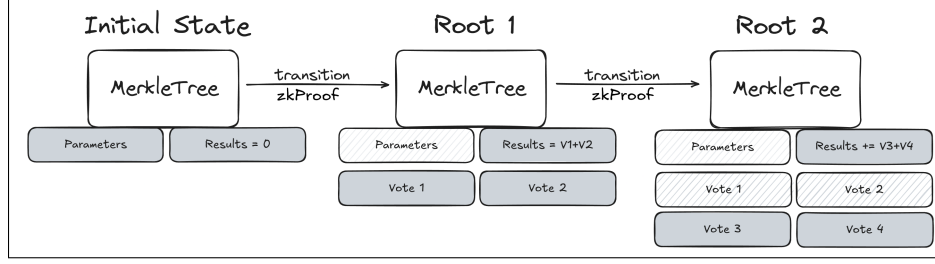 Initial State
Root 1
Root 2
MerkleTree
transition
zkProof
MerkleTree
transition
zkProof
MerkleTree
Parameters
Results = 0
Parameters
Results = V1+V2
Parameters
Results += V3+V4
Vote 1
Vote 2
Vote 1
Vote 2
Vote 3
Vote 4